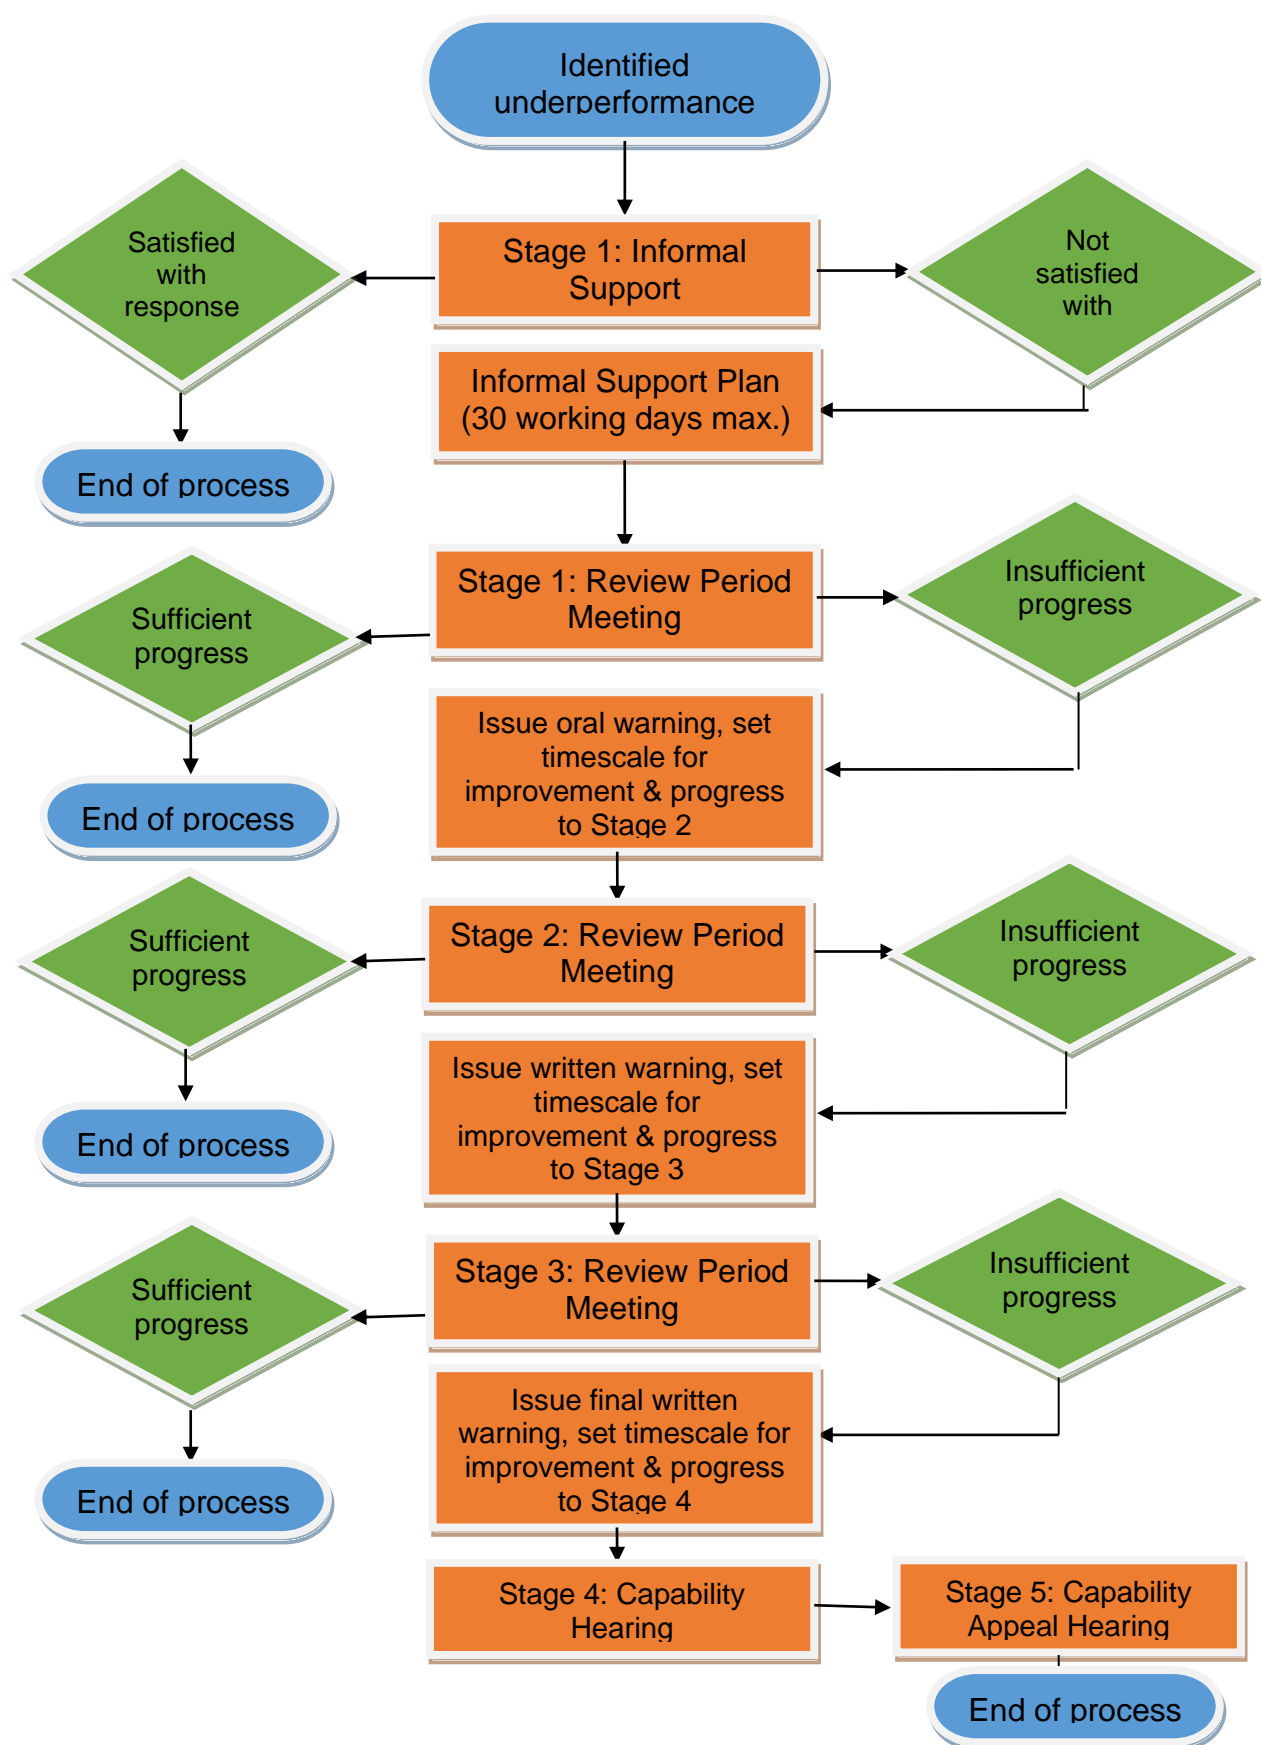 Identified
underperformance
Stage 1: Informal
Support
Satisfied
with
response
Not
satisfied
with
Informal Support Plan
(30 working days max.)
End of process
Stage 1: Review Period
Meeting
Insufficient
progress
Sufficient
progress
Issue oral warning, set
timescale for
improvement & progress
to Stage 2
End of process
Stage 2: Review Period
Meeting
Insufficient
progress
Sufficient
progress
Issue written warning, set
timescale for
improvement & progress
to Stage 3
End of process
Stage 3: Review Period
Meeting
Insufficient
progress
Sufficient
progress
Issue final written
warning, set timescale for
improvement & progress
to Stage 4
End of process
Stage 4: Capability
Hearing
Stage 5: Capability
Appeal Hearing
End of process